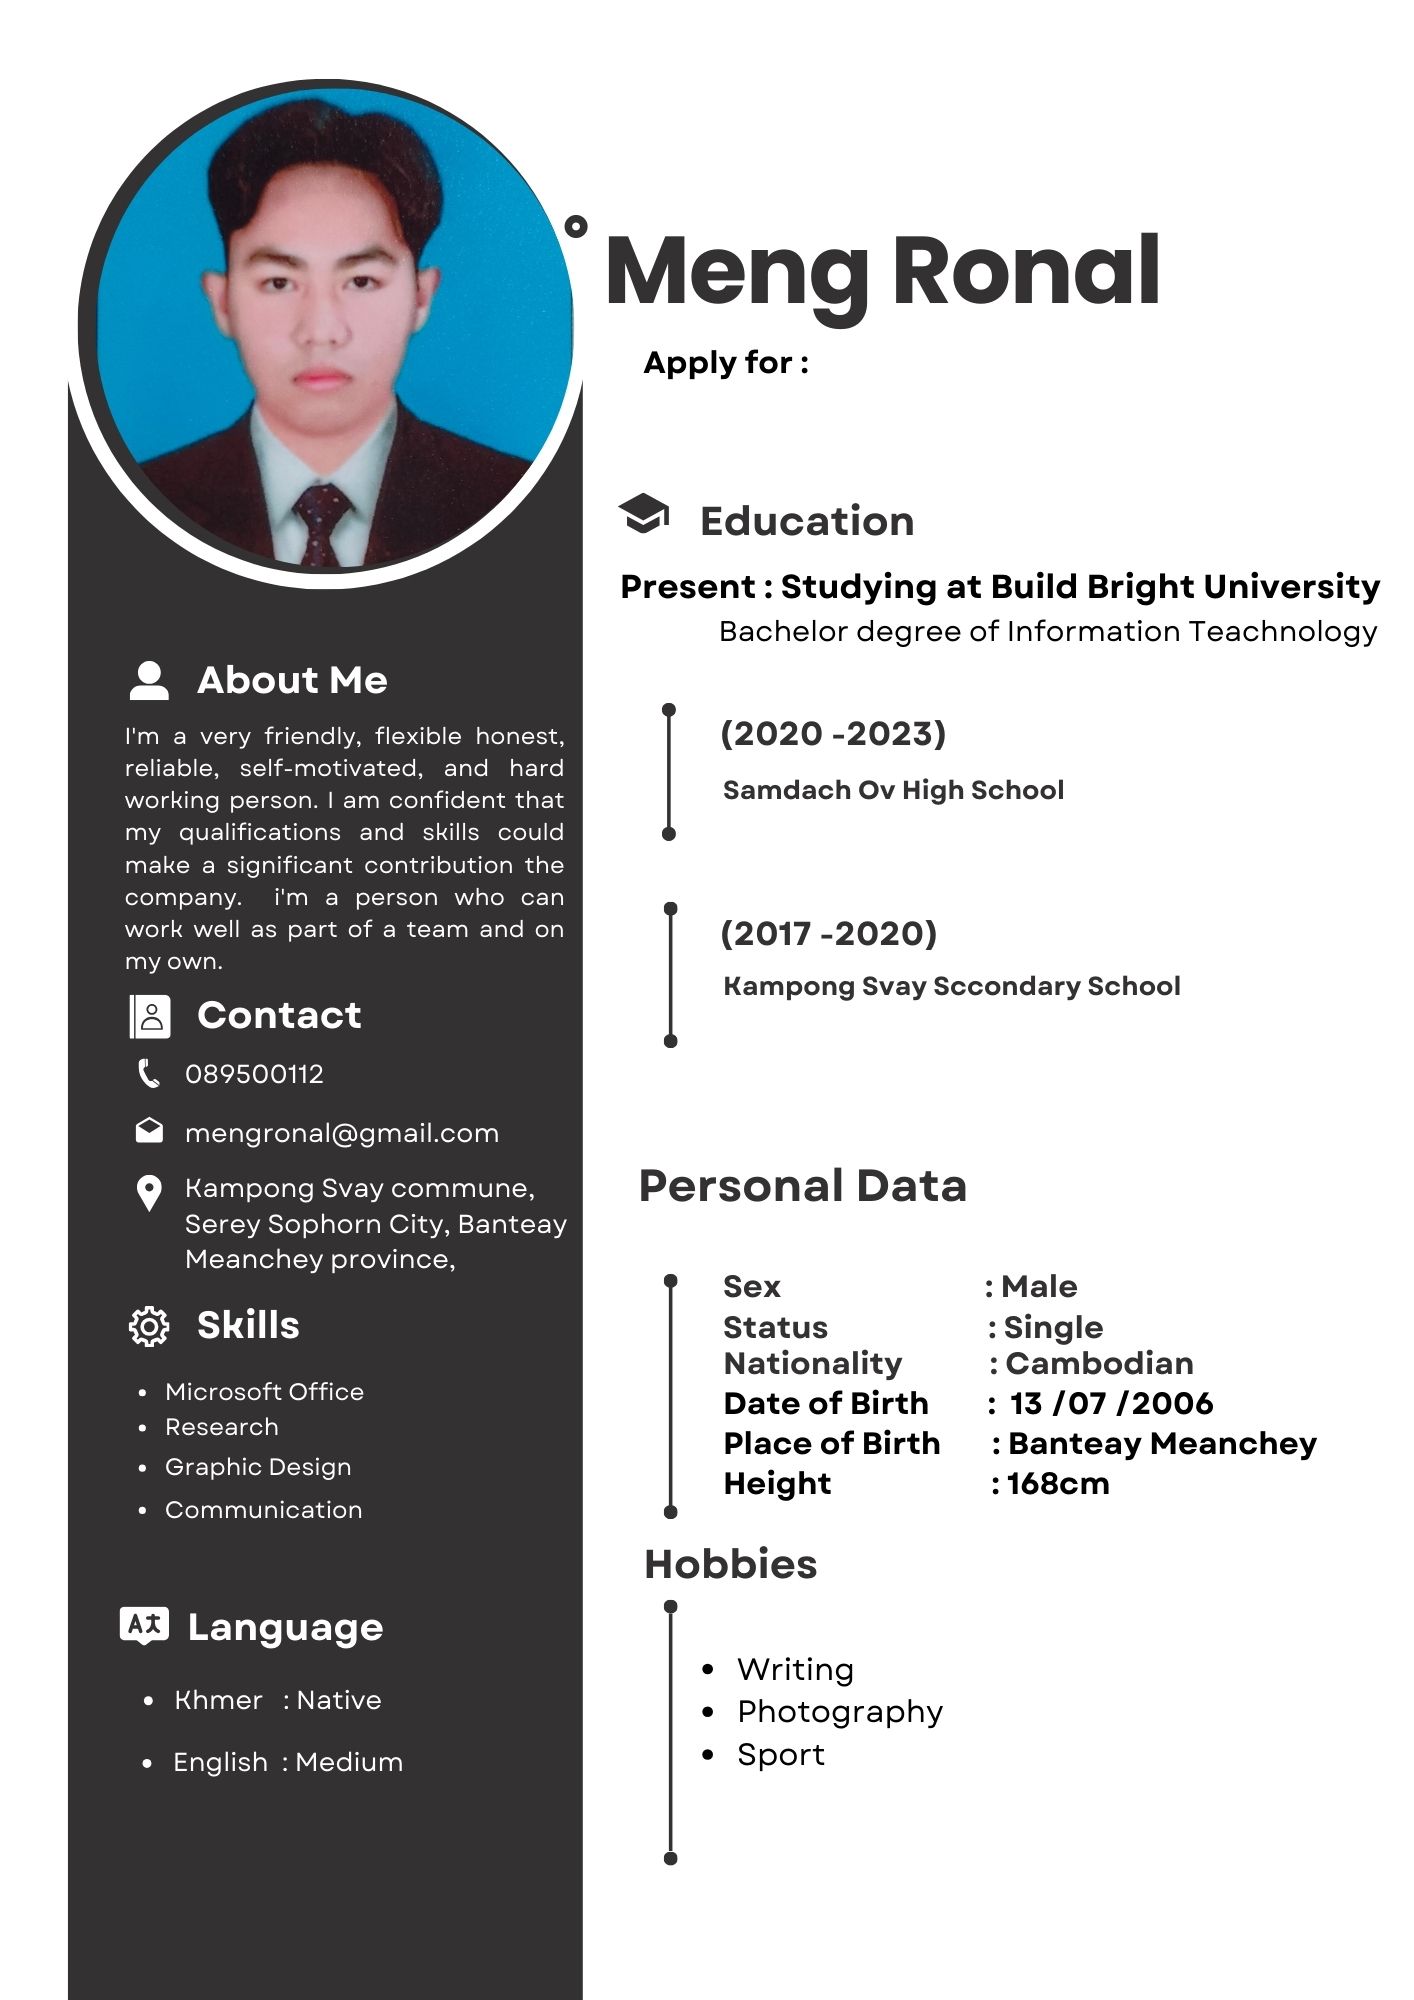 Meng Ronal
Apply for :
Education
Present : Studying at Build Bright University
Bachelor degree of Information Teachnology
(2020 -2023)
Samdach Ov High School
(2017 -2020)
Kampong Svay Sccondary School
Personal Data
Sex : Male
Status : Single
Nationality : Cambodian
Date of Birth : 13 /07 /2006
Place of Birth : Banteay Meanchey
Height : 168cm
Hobbies
• Writing
• Photography
• Sport
About Me
I'm a very friendly, flexible honest,
reliable, self-motivated, and hard
working person. I am confident that
my qualifications and skills could
make a significant contribution the
company. i'm a person who can
work well as part of a team and on
my own.
Contact
089500112
mengronal@gmail.com
Kampong Svay commune,
Serey Sophorn City, Banteay
Meanchey province,
Skills
• Microsoft Office
• Research
• Graphic Design
• Communication
Language
• Khmer : Native
• English : Medium